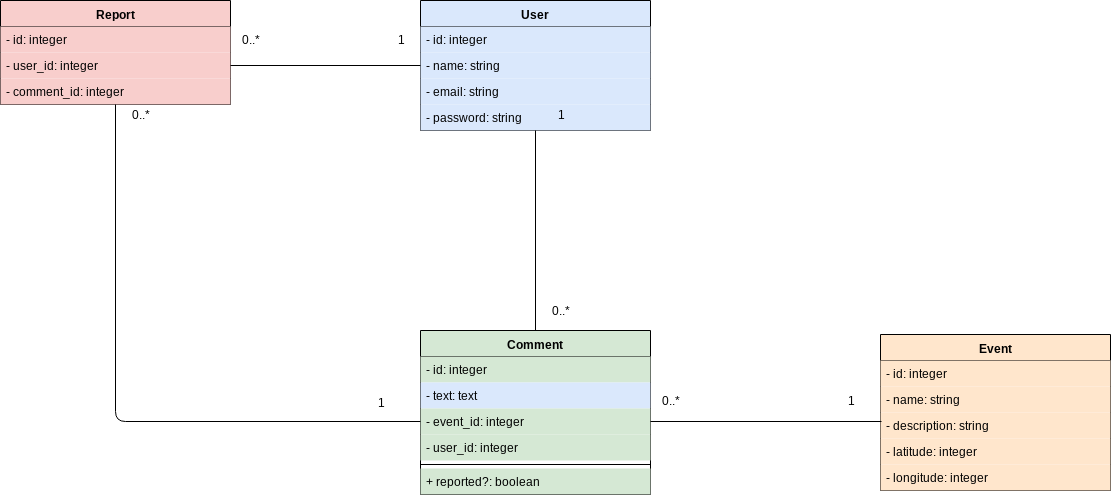 Report
- id: integer
- user_id: integer
- comment_id: integer
0..*
1
0..*
User
- id: integer
- name: string
- email: string
- password: string
1
0..*
1
Comment
- id: integer
- text: text
- event_id: integer
- user_id: integer
+ reported?: boolean
0..*
1
Event
- id: integer
- name: string
- description: string
- latitude: integer
- longitude: integer